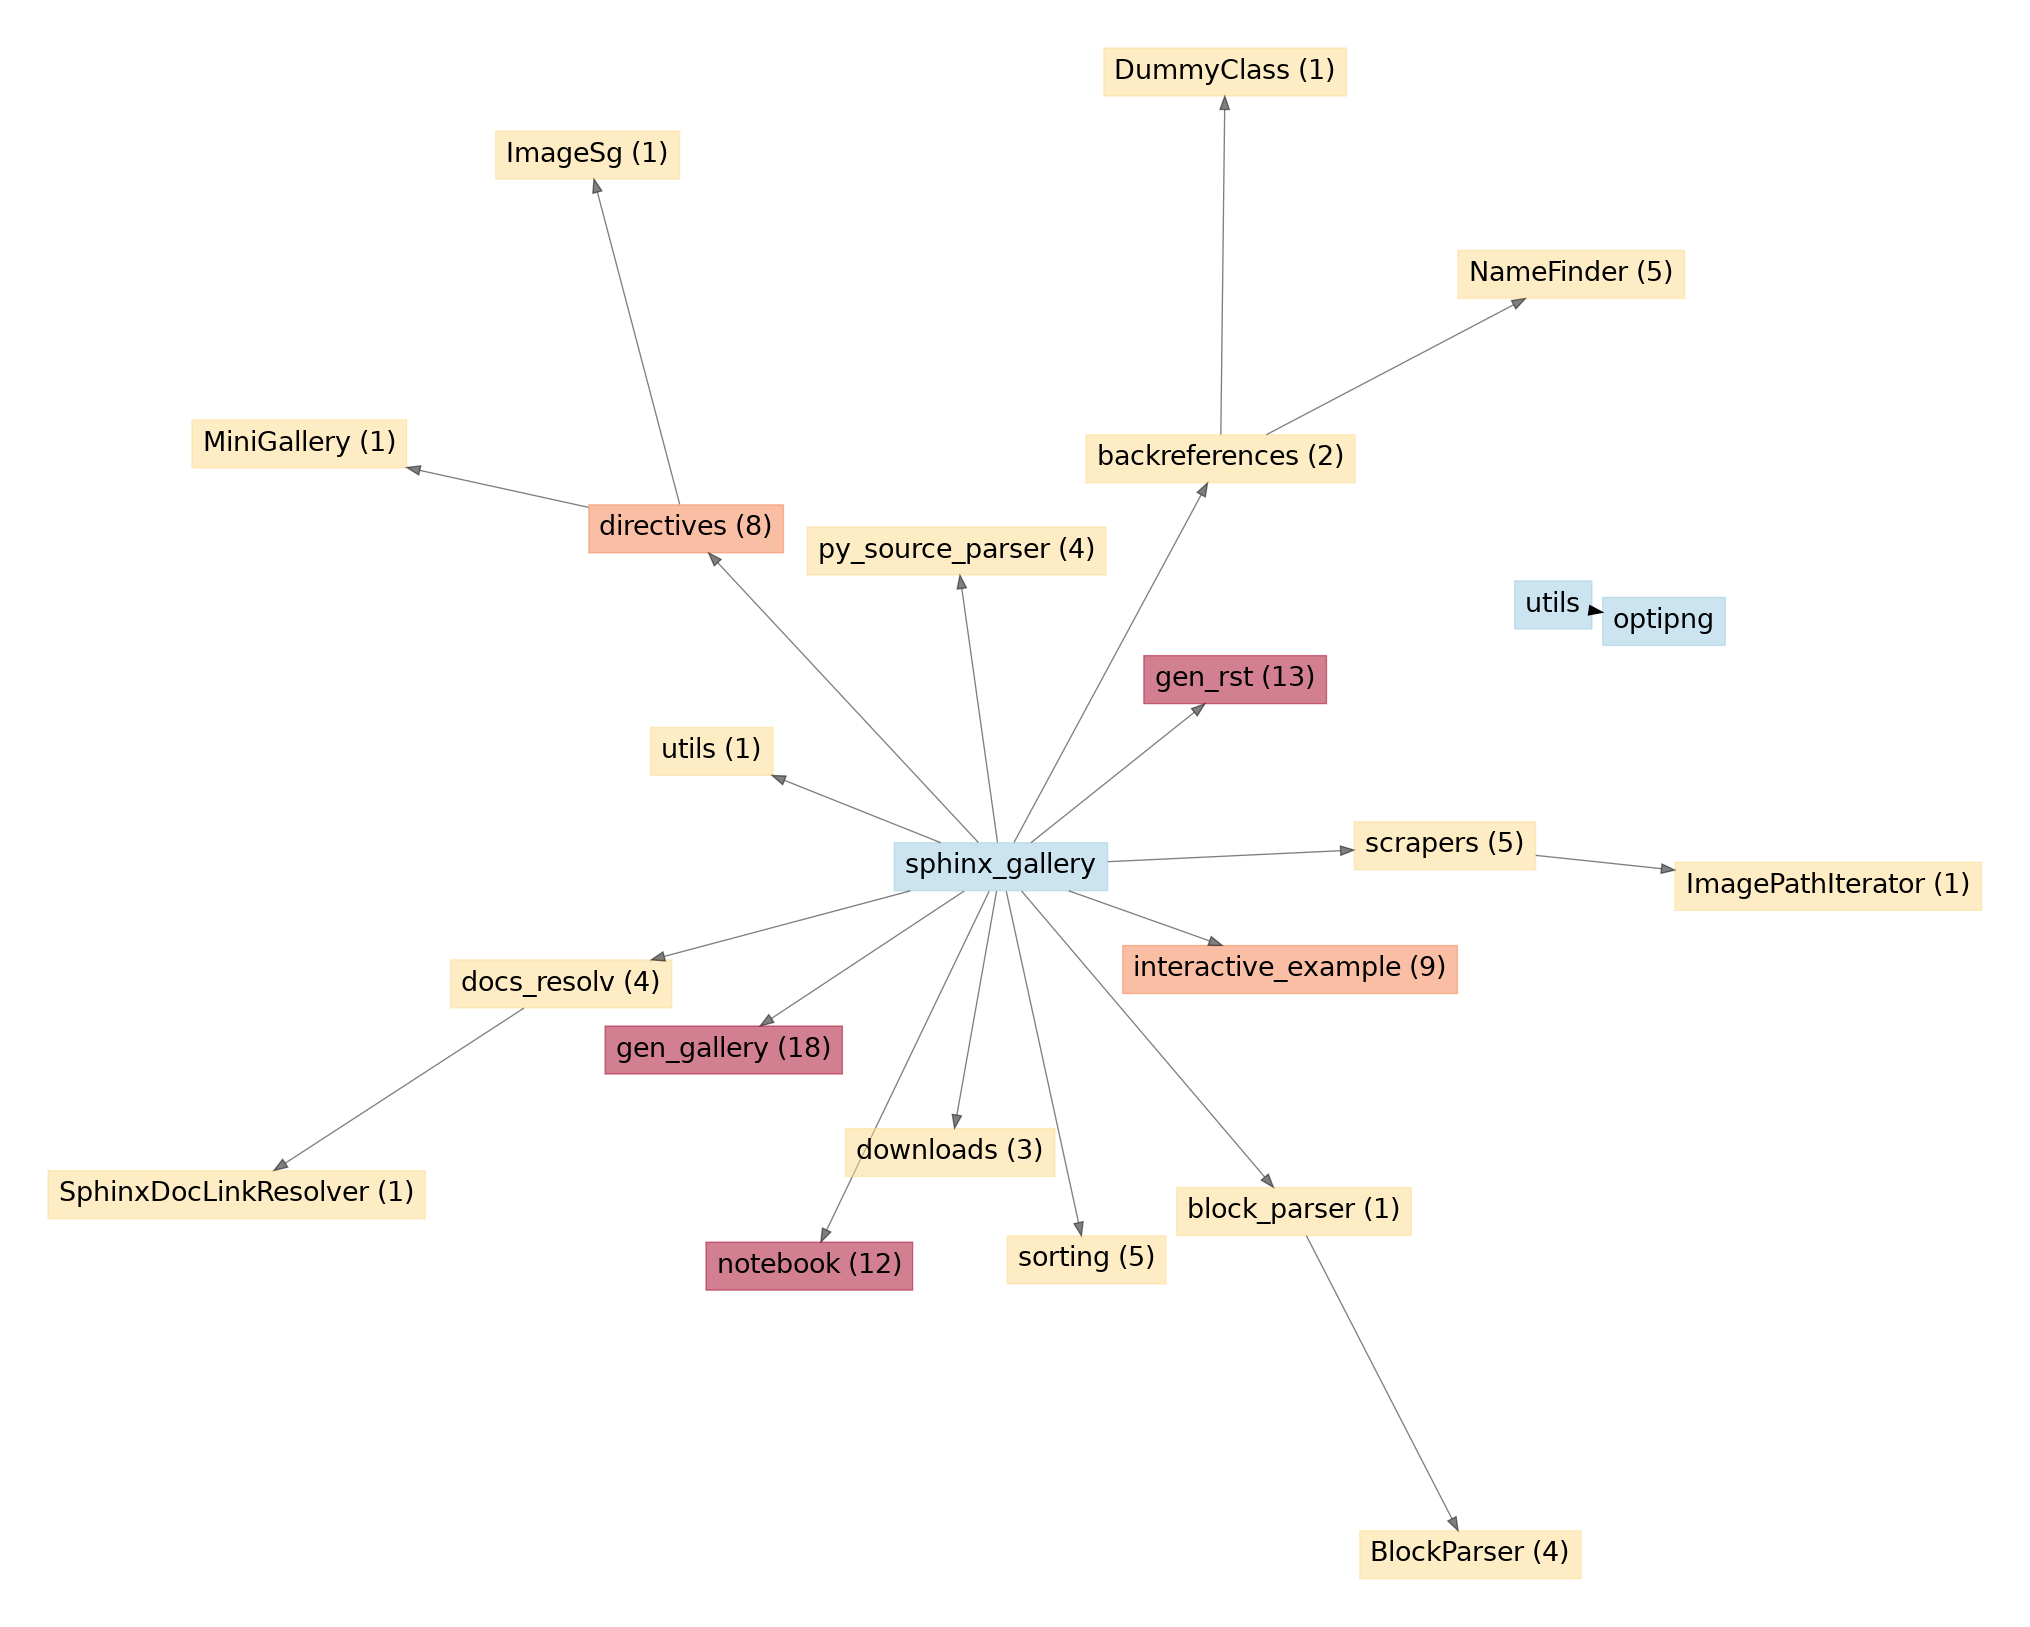 DummyClass (1)
ImageSg (1)
NameFinder (5)
MiniGallery (1)
backreferences (2)
directives (8)
py_source_parser (4)
utils
optipng
gen_rst (13)
utils (1)
scrapers (5)
sphinx_gallery
ImagePathIterator (1)
interactive_example (9)
docs_resolv (4)
gen_gallery (18)
downloads (3)
SphinxDocLinkResolver (1)
block_parser (1)
sorting (5)
notebook (12)
BlockParser (4)